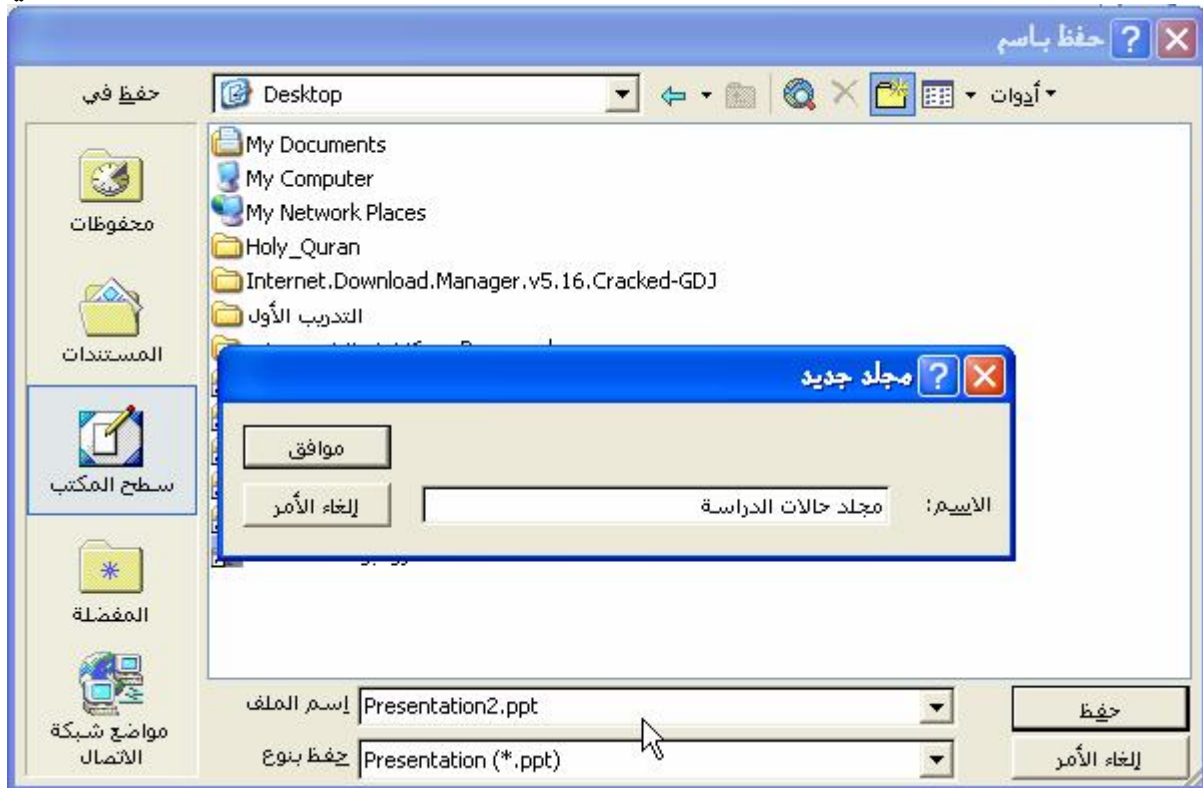 حفظ باسم
حفظ في
Desktop
أدوات
My Documents
My Computer
My Network Places
Holy_Quran
Internet.Download.Manager.v5.16.Cracked-GDJ
التدريب الأول
محفوظات
المستندات
سطح المكتب
المفضلة
مواضع شبكة
الاتصال
مجلد جديد
موافق
الاسم: مجلد حالات الدراسة
إلغاء الأمر
إسم الملف Presentation2.ppt
حفظ
حفظ بنوع Presentation (*.ppt)
إلغاء الأمر